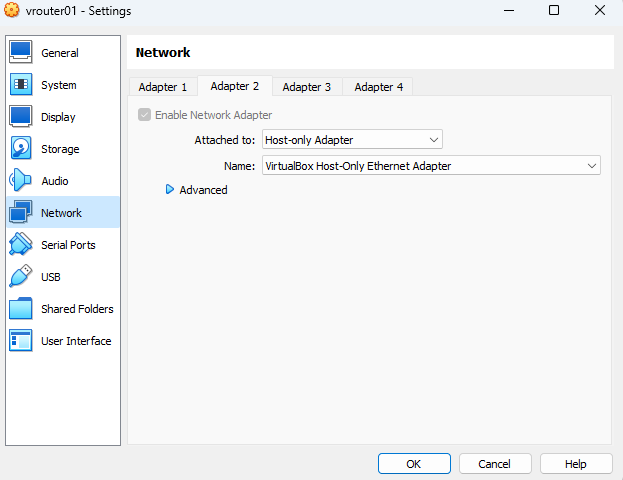 vrouter01 - Settings
General
System
Display
Storage
Audio
Network
Serial Ports
USB
Shared Folders
User Interface
Network
Adapter 1 Adapter 2 Adapter 3 Adapter 4
Enable Network Adapter
Attached to: Host-only Adapter
Name: VirtualBox Host-Only Ethernet Adapter
Advanced
OK Cancel Help